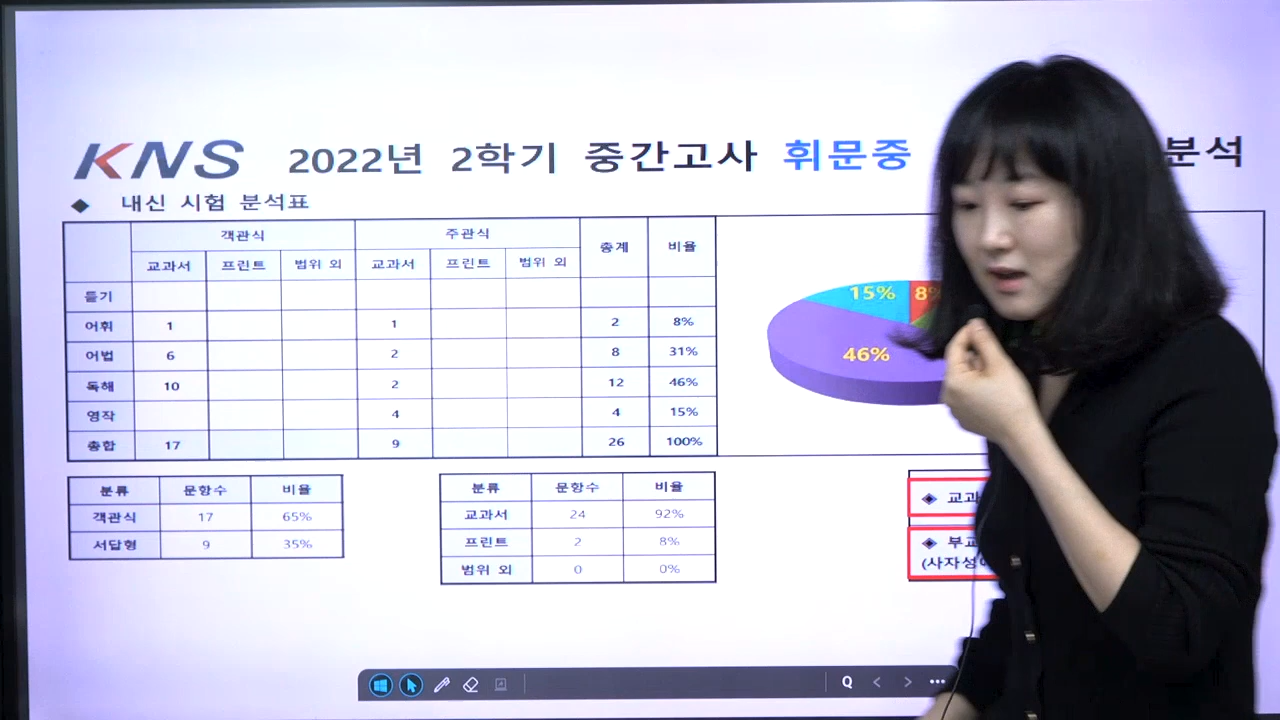 KNS 2022년 2학기 중간고사 휘문중 분석
◆ 내신 시험 분석표
객관식 주관식 총계 비율
교과서 프린트 범위 외 교과서 프린트 범위 외
듣기
어휘 1 1 2 8%
어법 6 2 8 31%
독해 10 2 12 46%
영작 4 4 15%
총합 17 9 26 100%
15% 8%
46%
분류 문항수 비율
객관식 17 65%
서답형 9 35%
분류 문항수 비율
교과서 24 92%
프린트 2 8%
범위 외 0 0%
◈
◈
Q